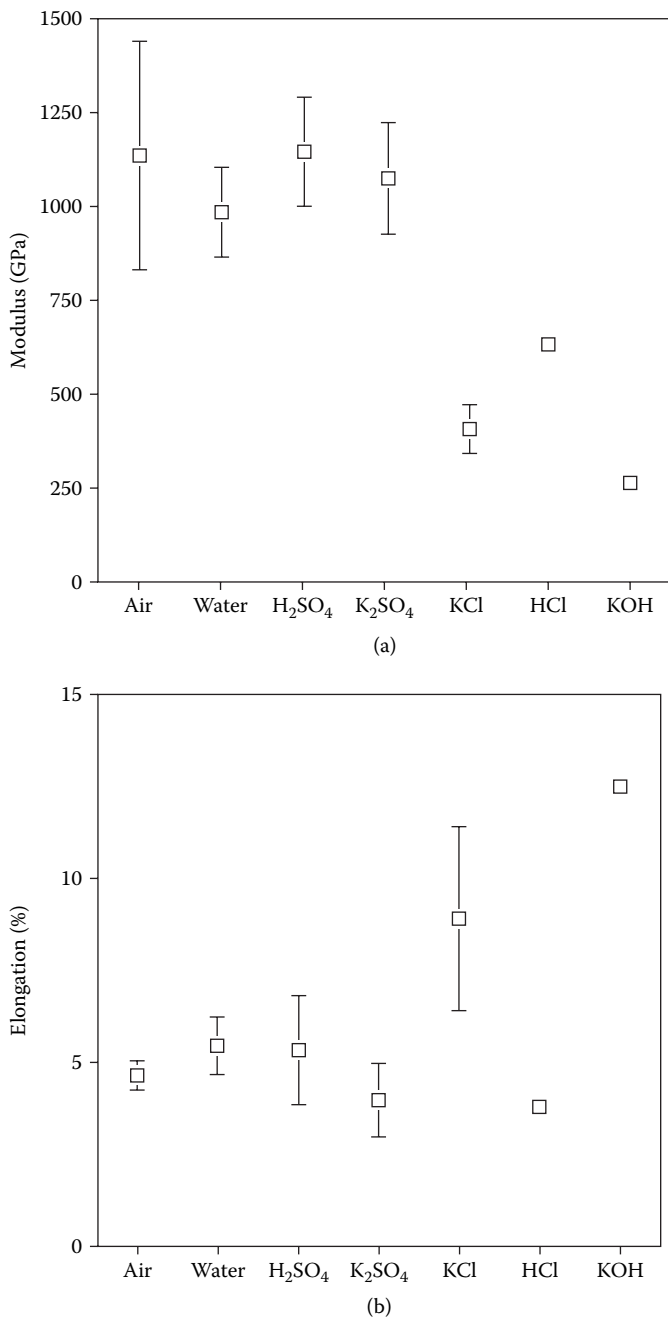 1500
1250
1000
750
500
250
0
Modulus (GPa)
Air Water H₂SO₄ K₂SO₄ KCl HCl KOH
(a)
15
10
5
0
Elongation (%)
Air Water H₂SO₄ K₂SO₄ KCl HCl KOH
(b)